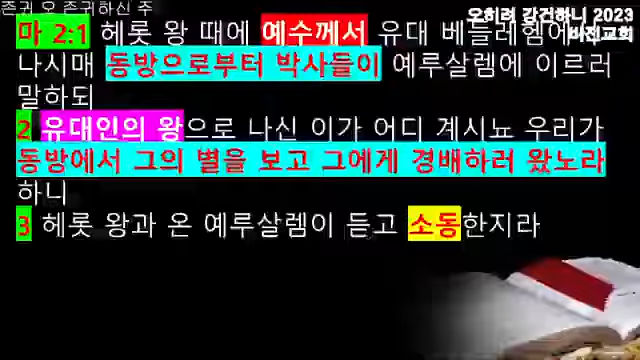 존귀 오 존귀하신 주
오히려 강건하니 2023
비전교회
마 2:1 헤롯 왕 때에 예수께서 유대 베들레헴에서
나시매 동방으로부터 박사들이 예루살렘에 이르러
말하되
2 유대인의 왕으로 나신 이가 어디 계시뇨 우리가
동방에서 그의 별을 보고 그에게 경배하러 왔노라
하니
3 헤롯 왕과 온 예루살렘이 듣고 소동한지라